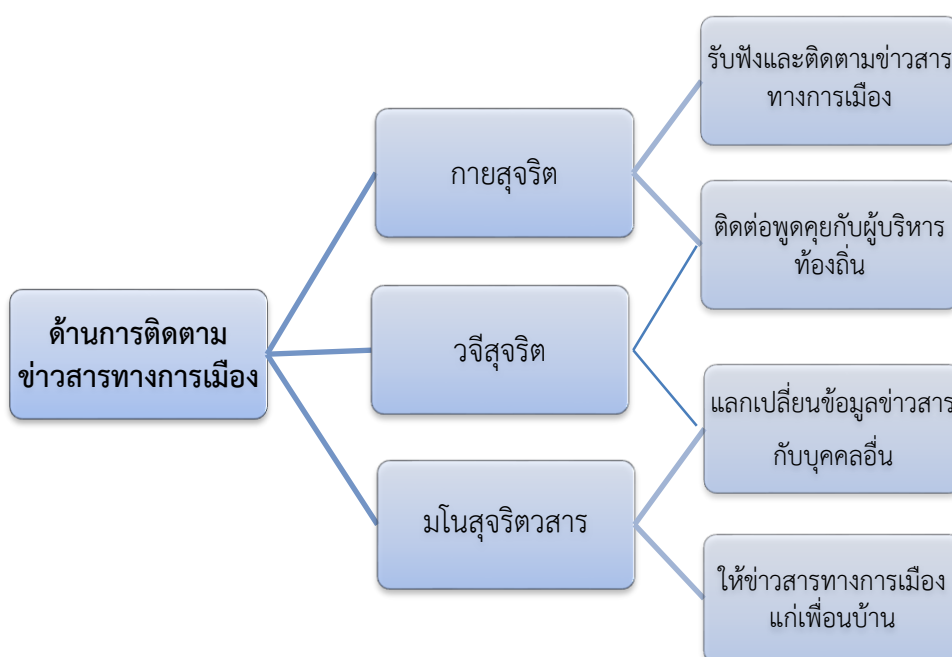 รับฟังและติดตามข่าวสาร
ทางการเมือง
กายสุจริต
ติดต่อพูดคุยกับผู้บริหาร
ท้องถิ่น
ด้านการติดตาม
ข่าวสารทางการเมือง
วจีสุจริต
แลกเปลี่ยนข้อมูลข่าวสาร
กับบุคคลอื่น
มโนสุจริตวสาร
ให้ข่าวสารทางการเมือง
แก่เพื่อนบ้าน